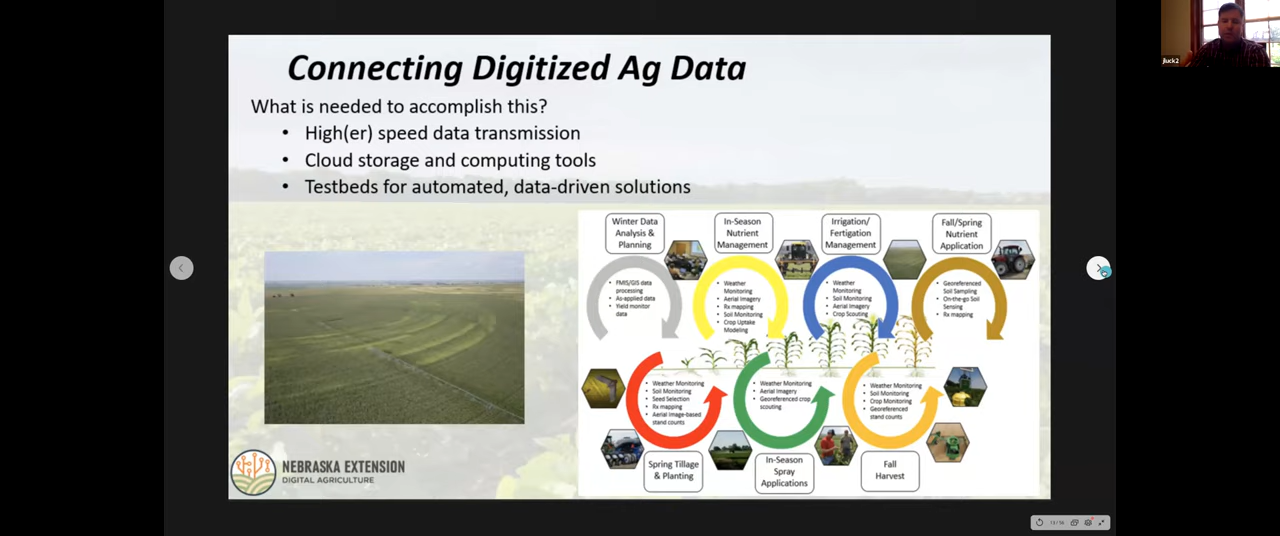 Connecting Digitized Ag Data
What is needed to accomplish this?
• High(er) speed data transmission
• Cloud storage and computing tools
• Testbeds for automated, data-driven solutions
Winter Data
Analysis &
Planning
In-Season
Nutrient
Management
Irrigation/
Fertigation
Management
Fall/Spring
Nutrient
Application
• FMIS/GIS data
processing
• As-applied data
• Yield monitor
data
• Weather
Monitoring
• Aerial Imagery
• Rx mapping
• Soil Monitoring
• Crop Uptake
Modeling
• Weather
Monitoring
• Soil Monitoring
• Aerial Imagery
• Crop Scouting
• Georeferenced
Soil Sampling
• On-the-go Soil
Sensing
• Rx mapping
• Weather Monitoring
• Soil Monitoring
• Seed Selection
• Rx mapping
• Aerial Image-based
stand counts
• Weather Monitoring
• Aerial Imagery
• Georeferenced crop
scouting
• Weather Monitoring
• Soil Monitoring
• Crop Monitoring
• Georeferenced
stand counts
Spring Tillage
& Planting
In-Season
Spray
Applications
Fall
Harvest
NEBRASKA EXTENSION
DIGITAL AGRICULTURE
jluck2